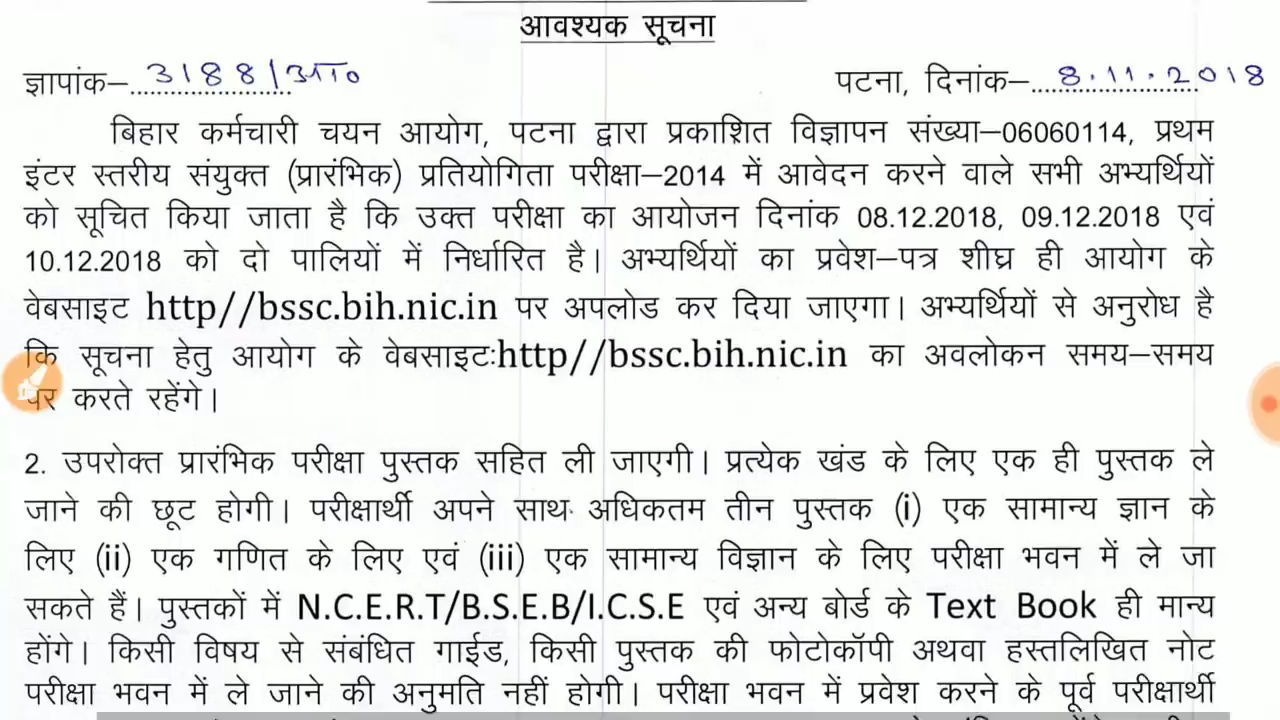 आवश्यक सूचना
ज्ञापांक–3188/आ० पटना, दिनांक–8.11.2018
बिहार कर्मचारी चयन आयोग, पटना द्वारा प्रकाशित विज्ञापन संख्या–06060114, प्रथम
इंटर स्तरीय संयुक्त (प्रारंभिक) प्रतियोगिता परीक्षा–2014 में आवेदन करने वाले सभी अभ्यर्थियों
को सूचित किया जाता है कि उक्त परीक्षा का आयोजन दिनांक 08.12.2018, 09.12.2018 एवं
10.12.2018 को दो पालियों में निर्धारित है। अभ्यर्थियों का प्रवेश–पत्र शीघ्र ही आयोग के
वेबसाइट http//bssc.bih.nic.in पर अपलोड कर दिया जाएगा। अभ्यर्थियों से अनुरोध है
कि सूचना हेतु आयोग के वेबसाइटःhttp//bssc.bih.nic.in का अवलोकन समय–समय
पर करते रहेंगे।
2. उपरोक्त प्रारंभिक परीक्षा पुस्तक सहित ली जाएगी। प्रत्येक खंड के लिए एक ही पुस्तक ले
जाने की छूट होगी। परीक्षार्थी अपने साथ अधिकतम तीन पुस्तक (i) एक सामान्य ज्ञान के
लिए (ii) एक गणित के लिए एवं (iii) एक सामान्य विज्ञान के लिए परीक्षा भवन में ले जा
सकते हैं। पुस्तकों में N.C.E.R.T/B.S.E.B/I.C.S.E एवं अन्य बोर्ड के Text Book ही मान्य
होंगे। किसी विषय से संबंधित गाईड, किसी पुस्तक की फोटोकॉपी अथवा हस्तलिखित नोट
परीक्षा भवन में ले जाने की अनुमति नहीं होगी। परीक्षा भवन में प्रवेश करने के पूर्व परीक्षार्थी